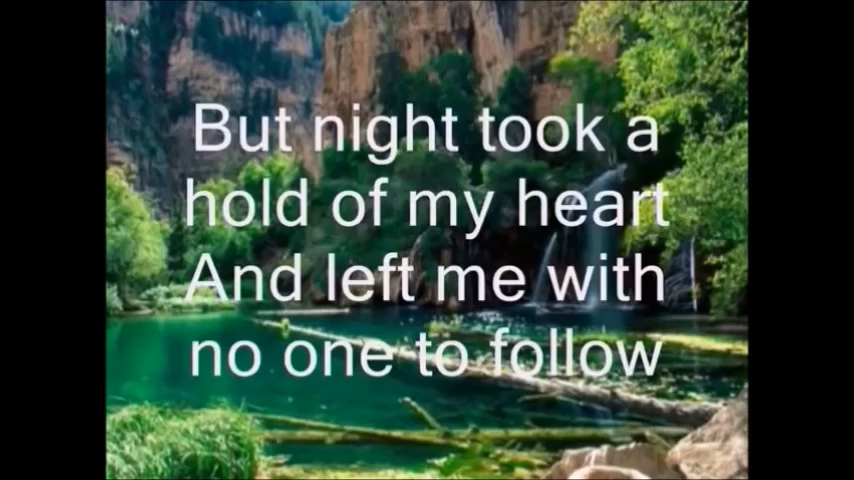 But night took a
hold of my heart
And left me with
no one to follow